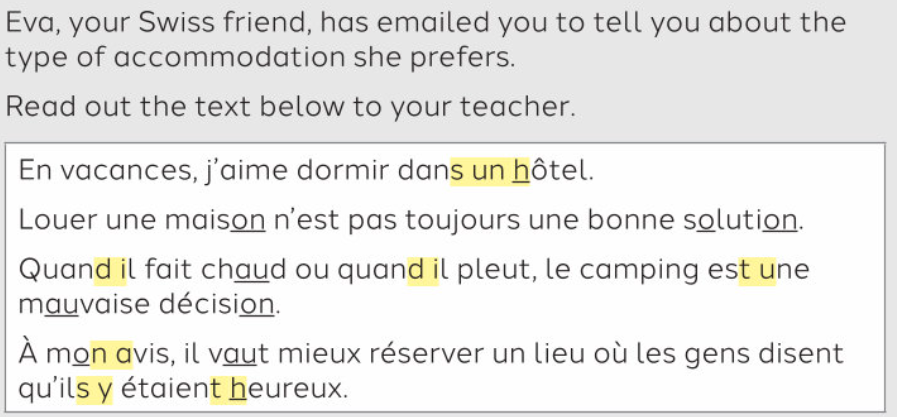 Eva, your Swiss friend, has emailed you to tell you about the
type of accommodation she prefers.
Read out the text below to your teacher.
En vacances, j’aime dormir dans un hôtel.
Louer une maison n’est pas toujours une bonne solution.
Quand il fait chaud ou quand il pleut, le camping est une
mauvaise décision.
À mon avis, il vaut mieux réserver un lieu où les gens disent
qu’ils y étaient heureux.